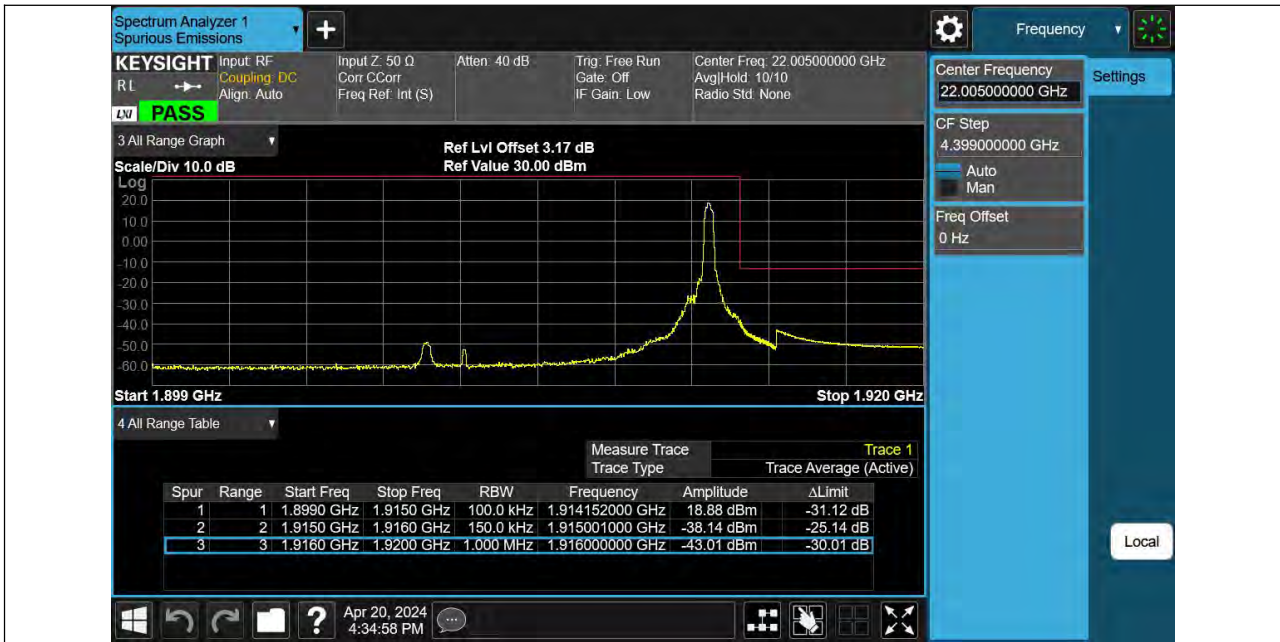 Spectrum Analyzer 1
Spurious Emissions
Frequency
KEYSIGHT
R L
LXI PASS
Input: RF
Coupling: DC
Align: Auto
Input Z: 50 Ω
Corr CCorr
Freq Ref: Int (S)
Atten: 40 dB
Trig: Free Run
Gate: Off
IF Gain: Low
Center Freq: 22.005000000 GHz
Avg|Hold: 10/10
Radio Std: None
Center Frequency
22.005000000 GHz
Settings
CF Step
4.399000000 GHz
Auto
Man
Freq Offset
0 Hz
3 All Range Graph
Ref Lvl Offset 3.17 dB
Scale/Div 10.0 dB
Ref Value 30.00 dBm
Log
20.0
10.0
0.00
-10.0
-20.0
-30.0
-40.0
-50.0
-60.0
Start 1.899 GHz
Stop 1.920 GHz
4 All Range Table
Measure Trace Trace 1
Trace Type Trace Average (Active)
Spur Range Start Freq Stop Freq RBW Frequency Amplitude ΔLimit
1 1 1.8990 GHz 1.9150 GHz 100.0 kHz 1.914152000 GHz 18.88 dBm -31.12 dB
2 2 1.9150 GHz 1.9160 GHz 150.0 kHz 1.915001000 GHz -38.14 dBm -25.14 dB
3 3 1.9160 GHz 1.9200 GHz 1.000 MHz 1.916000000 GHz -43.01 dBm -30.01 dB
Local
Apr 20, 2024
4:34:58 PM